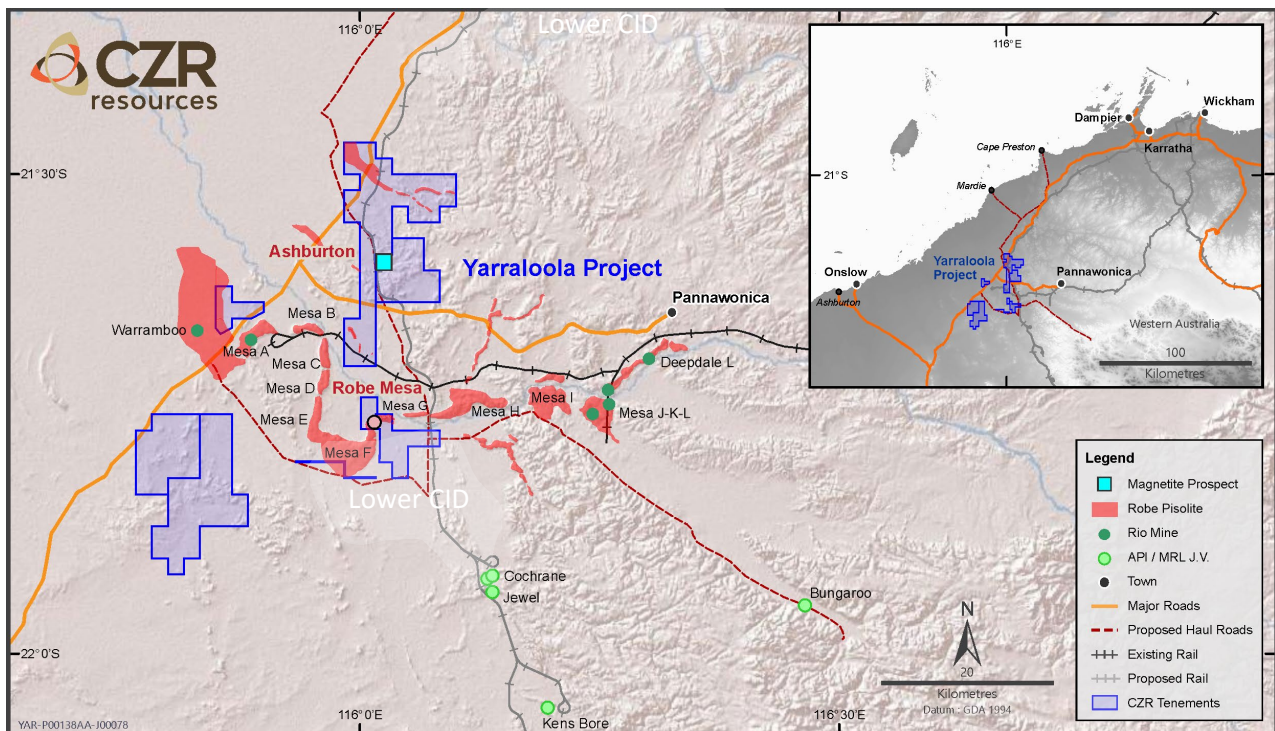 CZR
resources
116°0'E
Lower CID
21°30'S
Ashburton
Yarraloola Project
Pannawonica
Warramboo
Mesa A
Mesa B
Mesa C
Mesa D
Mesa E
Mesa F
Robe Mesa
Mesa G
Mesa H
Mesa I
Mesa J-K-L
Deepdale L
Lower CID
Cochrane
Jewel
Bungaroo
Kens Bore
22°0'S
116°0'E
116°30'E
N
20
Kilometres
Datum : GDA 1994
YAR-P00138AA-J00078
116°E
21°S
Wickham
Dampier
Karratha
Cape Preston
Mardie
Yarraloola
Project
Pannawonica
Onslow
Ashburton
Western Australia
100
Kilometres
Legend
Magnetite Prospect
Robe Pisolite
Rio Mine
API / MRL J.V.
Town
Major Roads
Proposed Haul Roads
Existing Rail
Proposed Rail
CZR Tenements